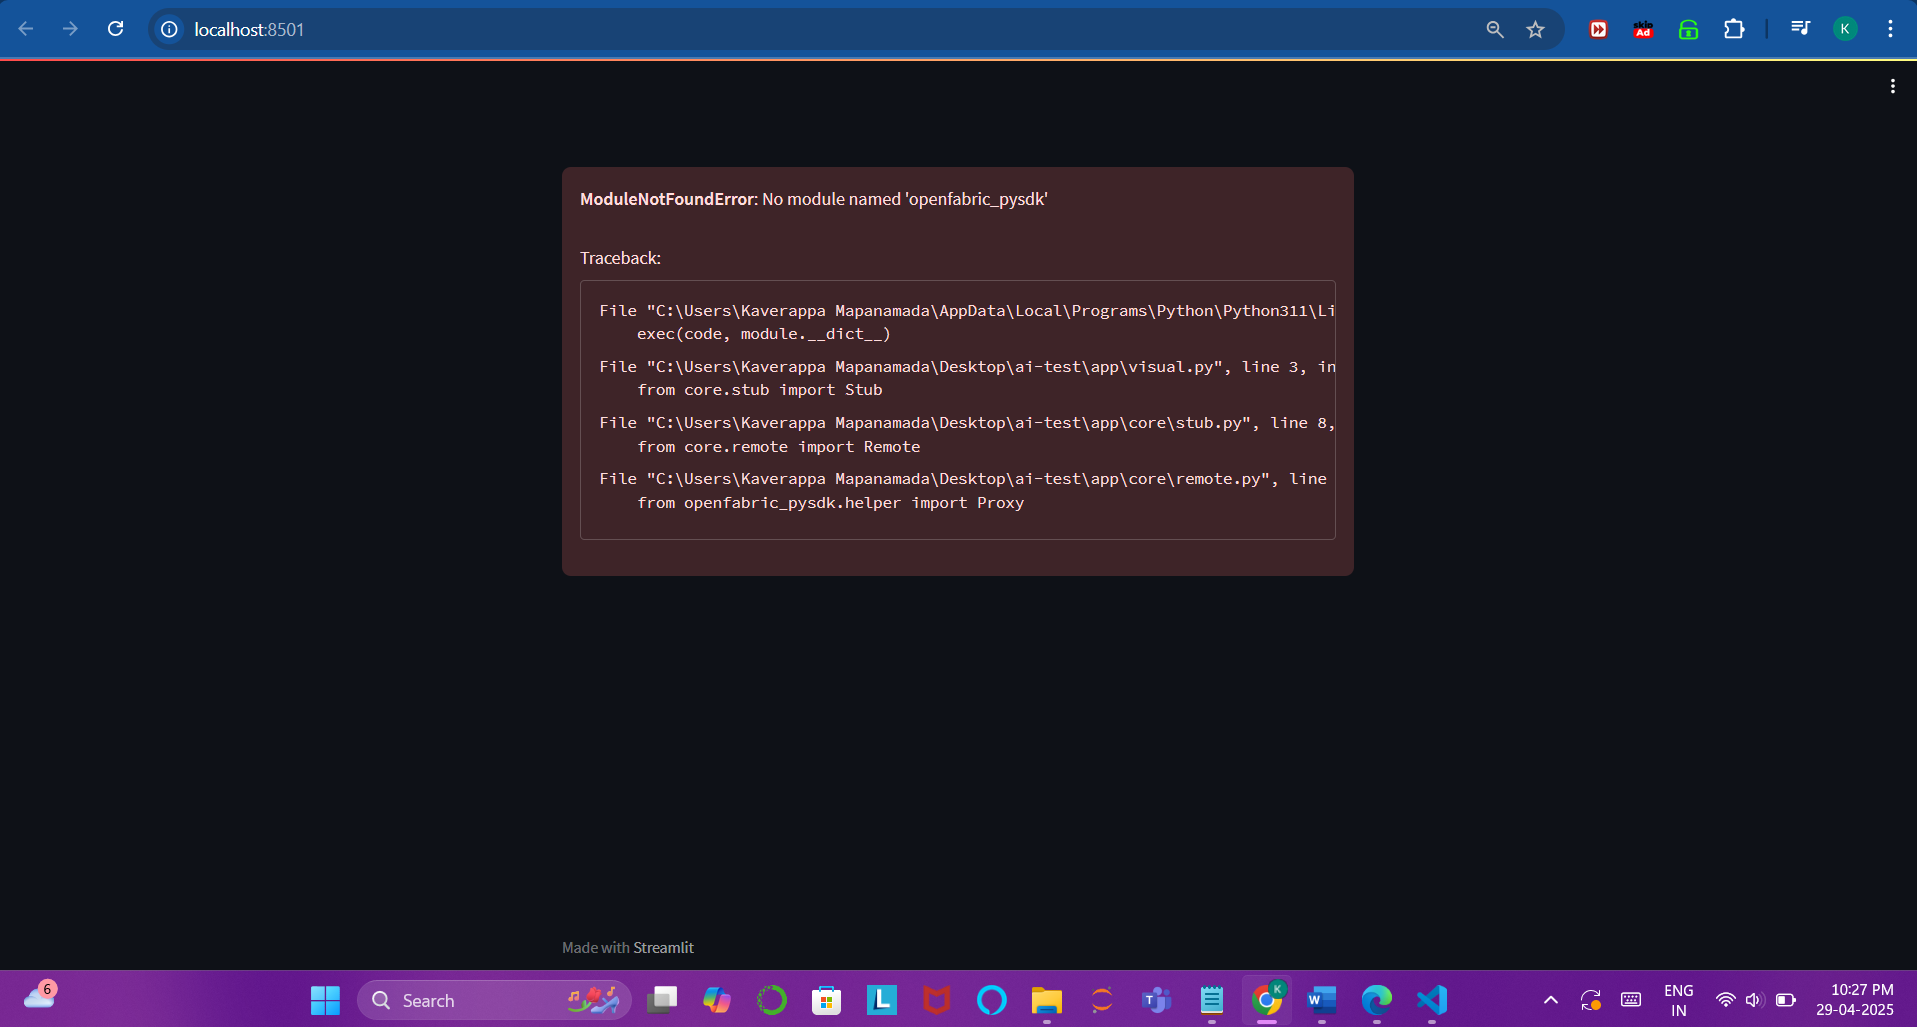 localhost:8501
skip
Ad
K
ModuleNotFoundError: No module named 'openfabric_pysdk'
Traceback:
File "C:\Users\Kaverappa Mapanamada\AppData\Local\Programs\Python\Python311\Li
exec(code, module.__dict__)
File "C:\Users\Kaverappa Mapanamada\Desktop\ai-test\app\visual.py", line 3, in
from core.stub import Stub
File "C:\Users\Kaverappa Mapanamada\Desktop\ai-test\app\core\stub.py", line 8,
from core.remote import Remote
File "C:\Users\Kaverappa Mapanamada\Desktop\ai-test\app\core\remote.py", line
from openfabric_pysdk.helper import Proxy
Made with Streamlit
6
Search
L
T
K
W
ENG
IN
10:27 PM
29-04-2025